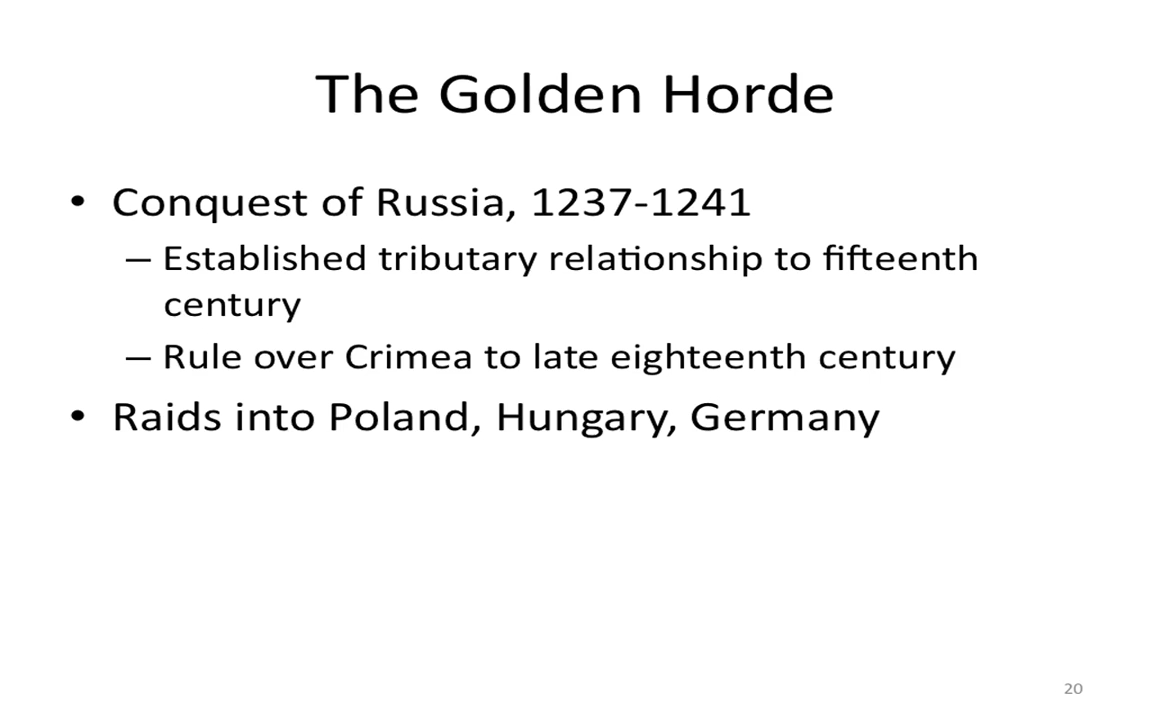 The Golden Horde
• Conquest of Russia, 1237-1241
– Established tributary relationship to fifteenth
century
– Rule over Crimea to late eighteenth century
• Raids into Poland, Hungary, Germany
20